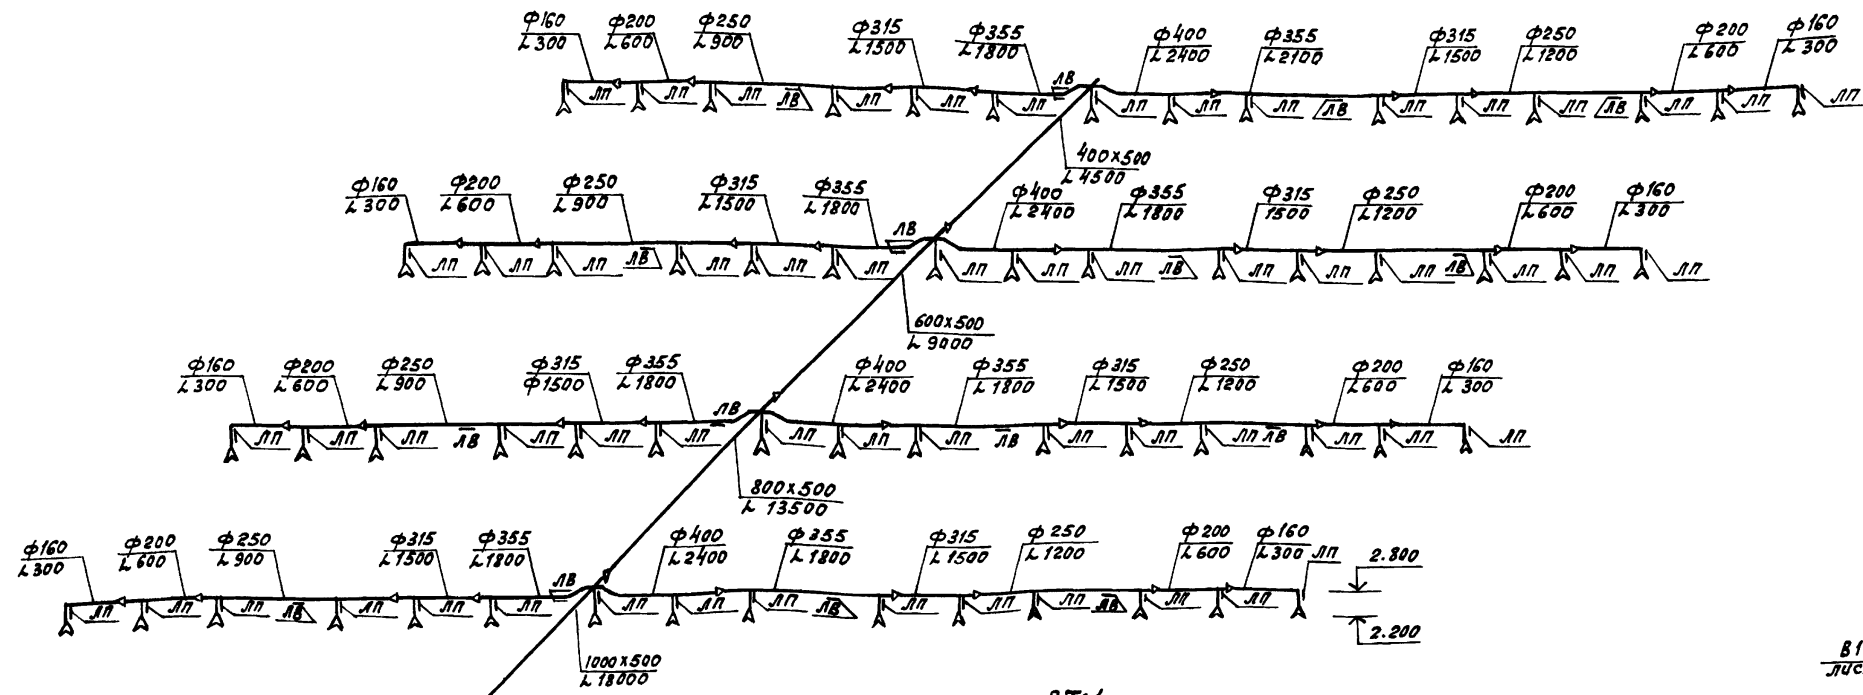 Ф160 Ф200 Ф250 Ф315 Ф355 Ф400 Ф355 Ф315 Ф250 Ф200 Ф160
L300 L600 L900 L1500 L1800 L2400 L2100 L1500 L1200 L600 L300
ЛВ
ЛП ЛП ЛП ЛВ ЛП ЛП ЛП ЛП ЛП ЛП ЛВ ЛП ЛП ЛП ЛВ ЛП ЛП ЛП
400×500
L4500
Ф160 Ф200 Ф250 Ф315 Ф355 Ф400 Ф355 Ф315 Ф250 Ф200 Ф160
L300 L600 L900 L1500 L1800 L2400 L1800 1500 L1200 L600 L300
ЛВ
ЛП ЛП ЛП ЛВ ЛП ЛП ЛП ЛП ЛП ЛП ЛВ ЛП ЛП ЛП ЛВ ЛП ЛП ЛП
600×500
L9000
Ф160 Ф200 Ф250 Ф315 Ф355 Ф400 Ф355 Ф315 Ф250 Ф200 Ф160
L300 L600 L900 Ф1500 L1800 L2400 L1800 L1500 L1200 L600 L300
ЛВ
ЛП ЛП ЛП ЛВ ЛП ЛП ЛП ЛП ЛП ЛП ЛВ ЛП ЛП ЛП ЛВ ЛП ЛП ЛП
800×500
L13500
Ф160 Ф200 Ф250 Ф315 Ф355 Ф400 Ф355 Ф315 Ф250 Ф200 Ф160
L300 L600 L900 L1500 L1800 L2400 L1800 L1500 L1200 L600 L300 ЛП
2.800
ЛВ
ЛП ЛП ЛП ЛВ ЛП ЛП ЛП ЛП ЛП ЛП ЛВ ЛП ЛП ЛП ЛВ ЛП ЛП
2.200
1000×500
L18000